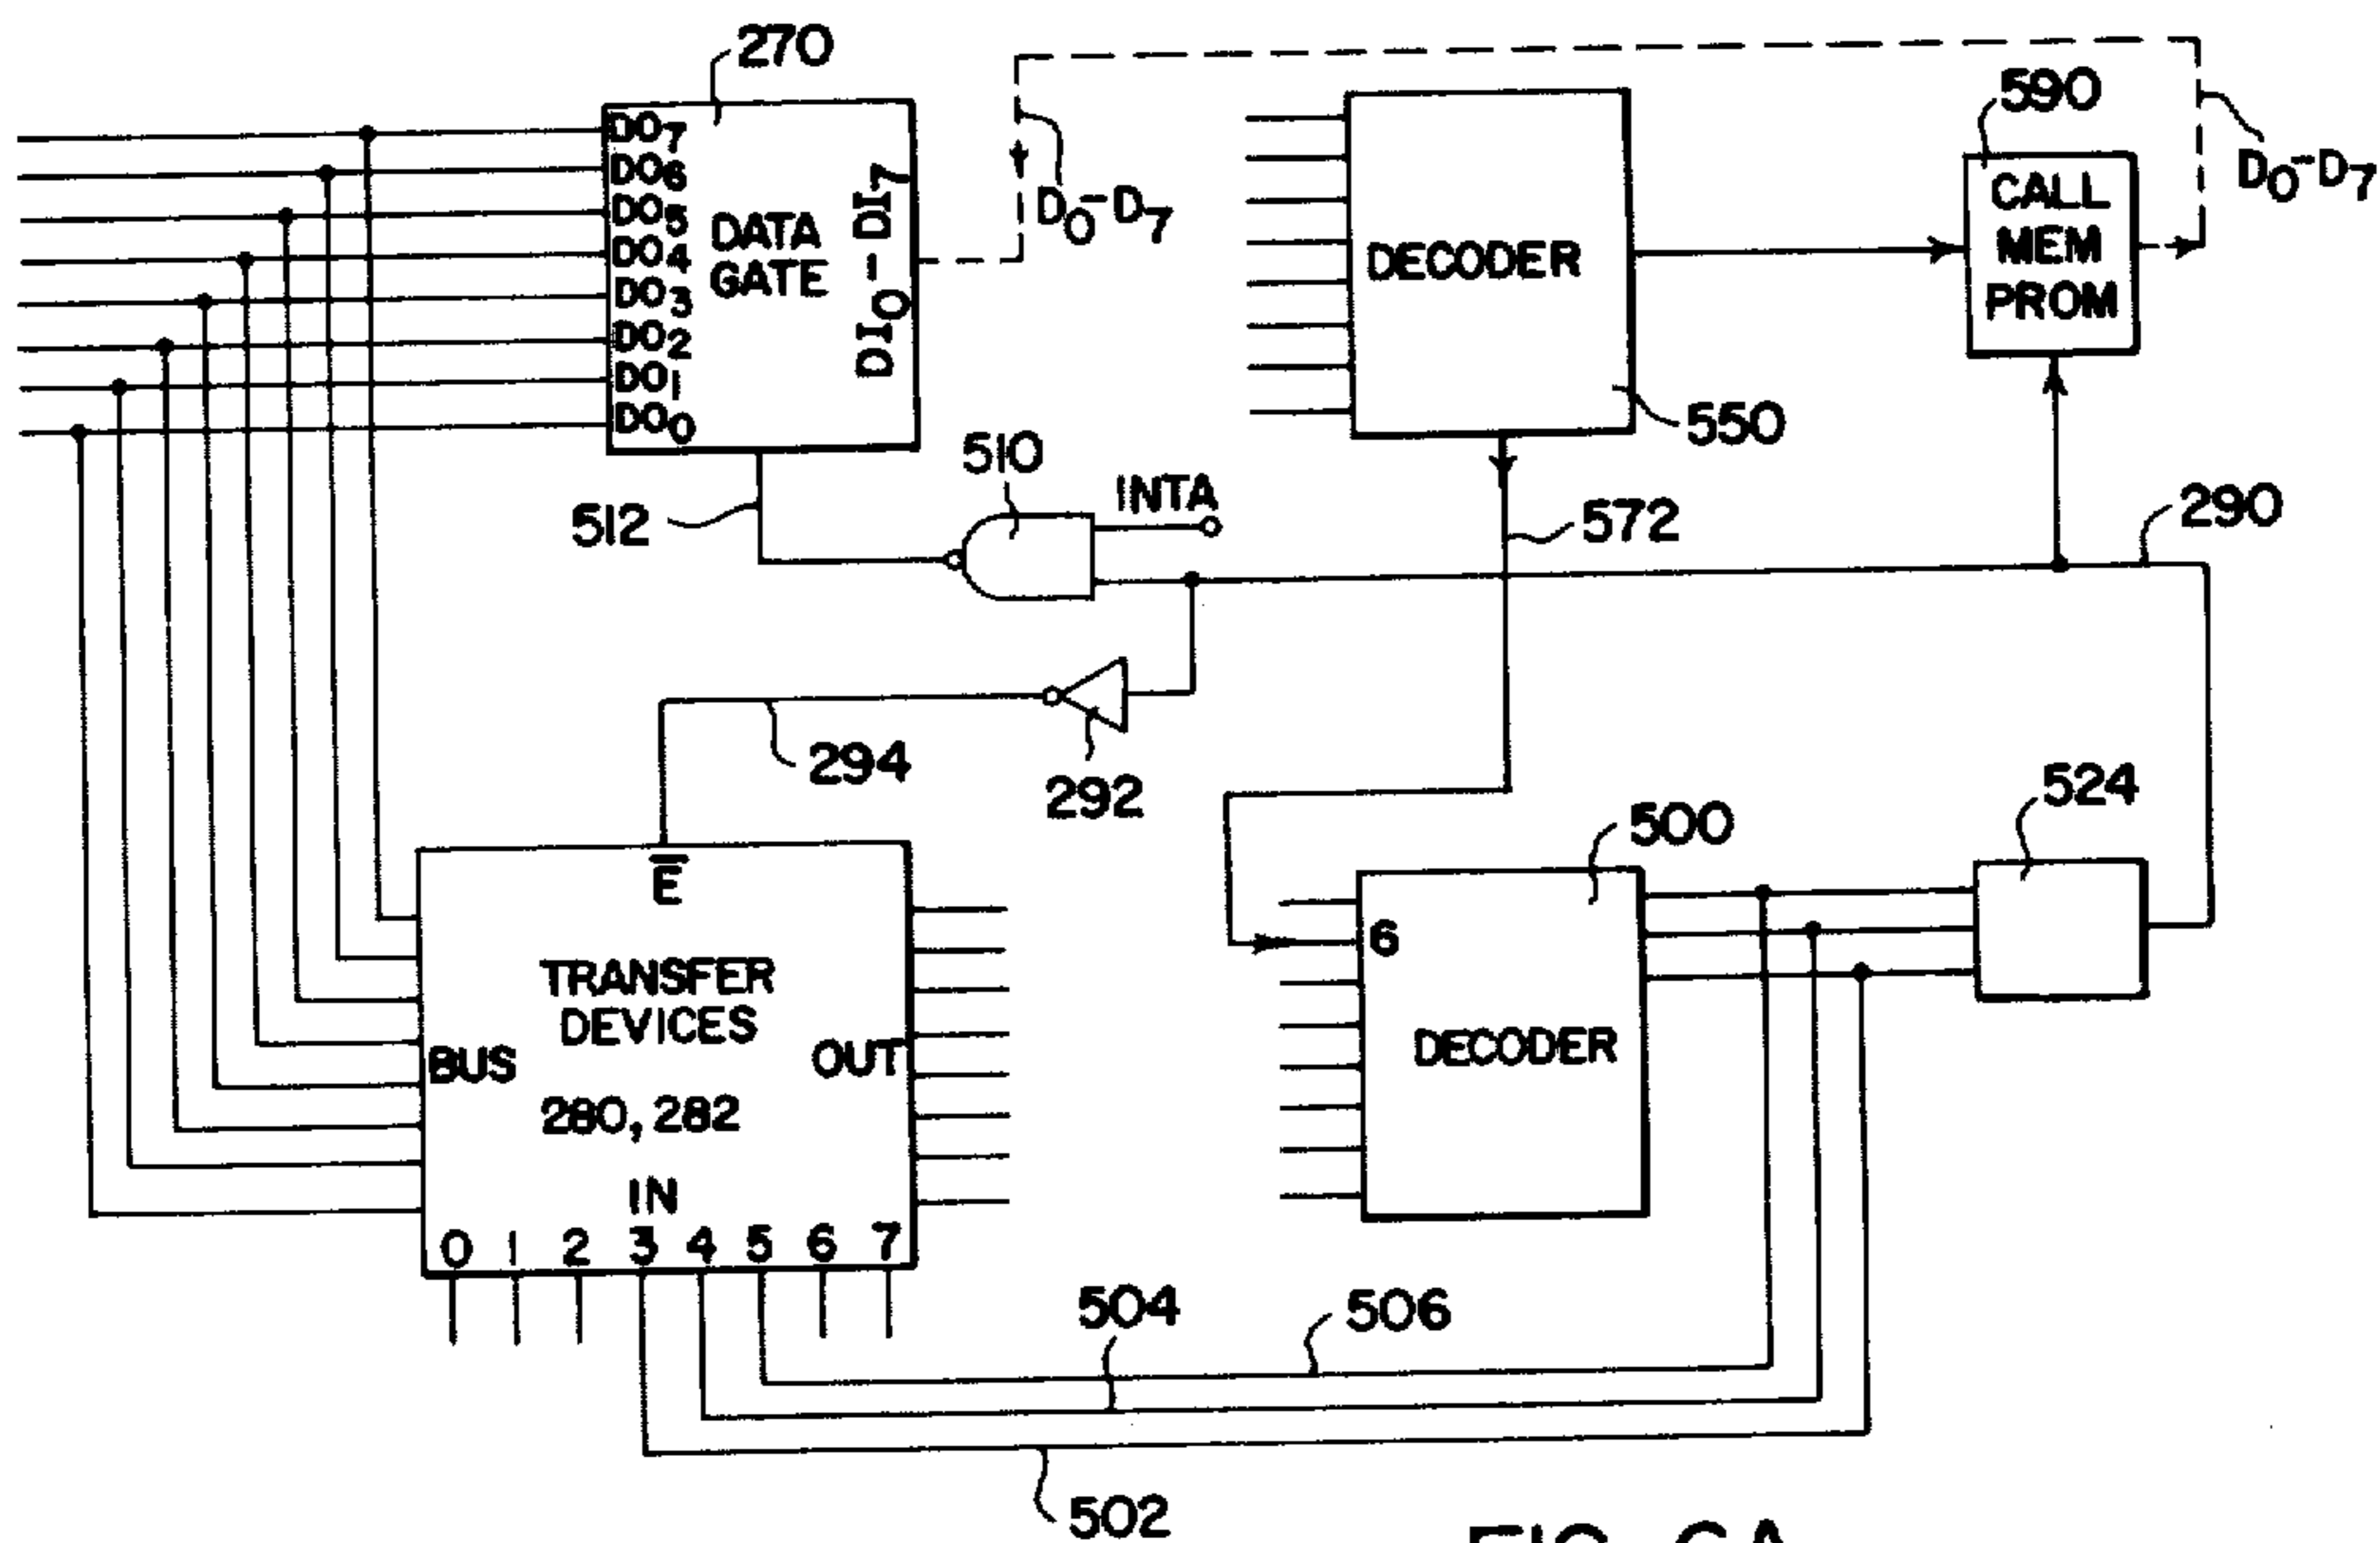 270
590
DO7
DO6
DO5
DO4
DO3
DO2
DO1
DO0
DATA
GATE
DI0-DI7
D0-D7
DECODER
550
CALL
MEM
PROM
D0-D7
510
INTA
512
572
290
294
292
500
524
E̅
TRANSFER
DEVICES
BUS
OUT
280, 282
IN
0 1 2 3 4 5 6 7
6
DECODER
504
506
502